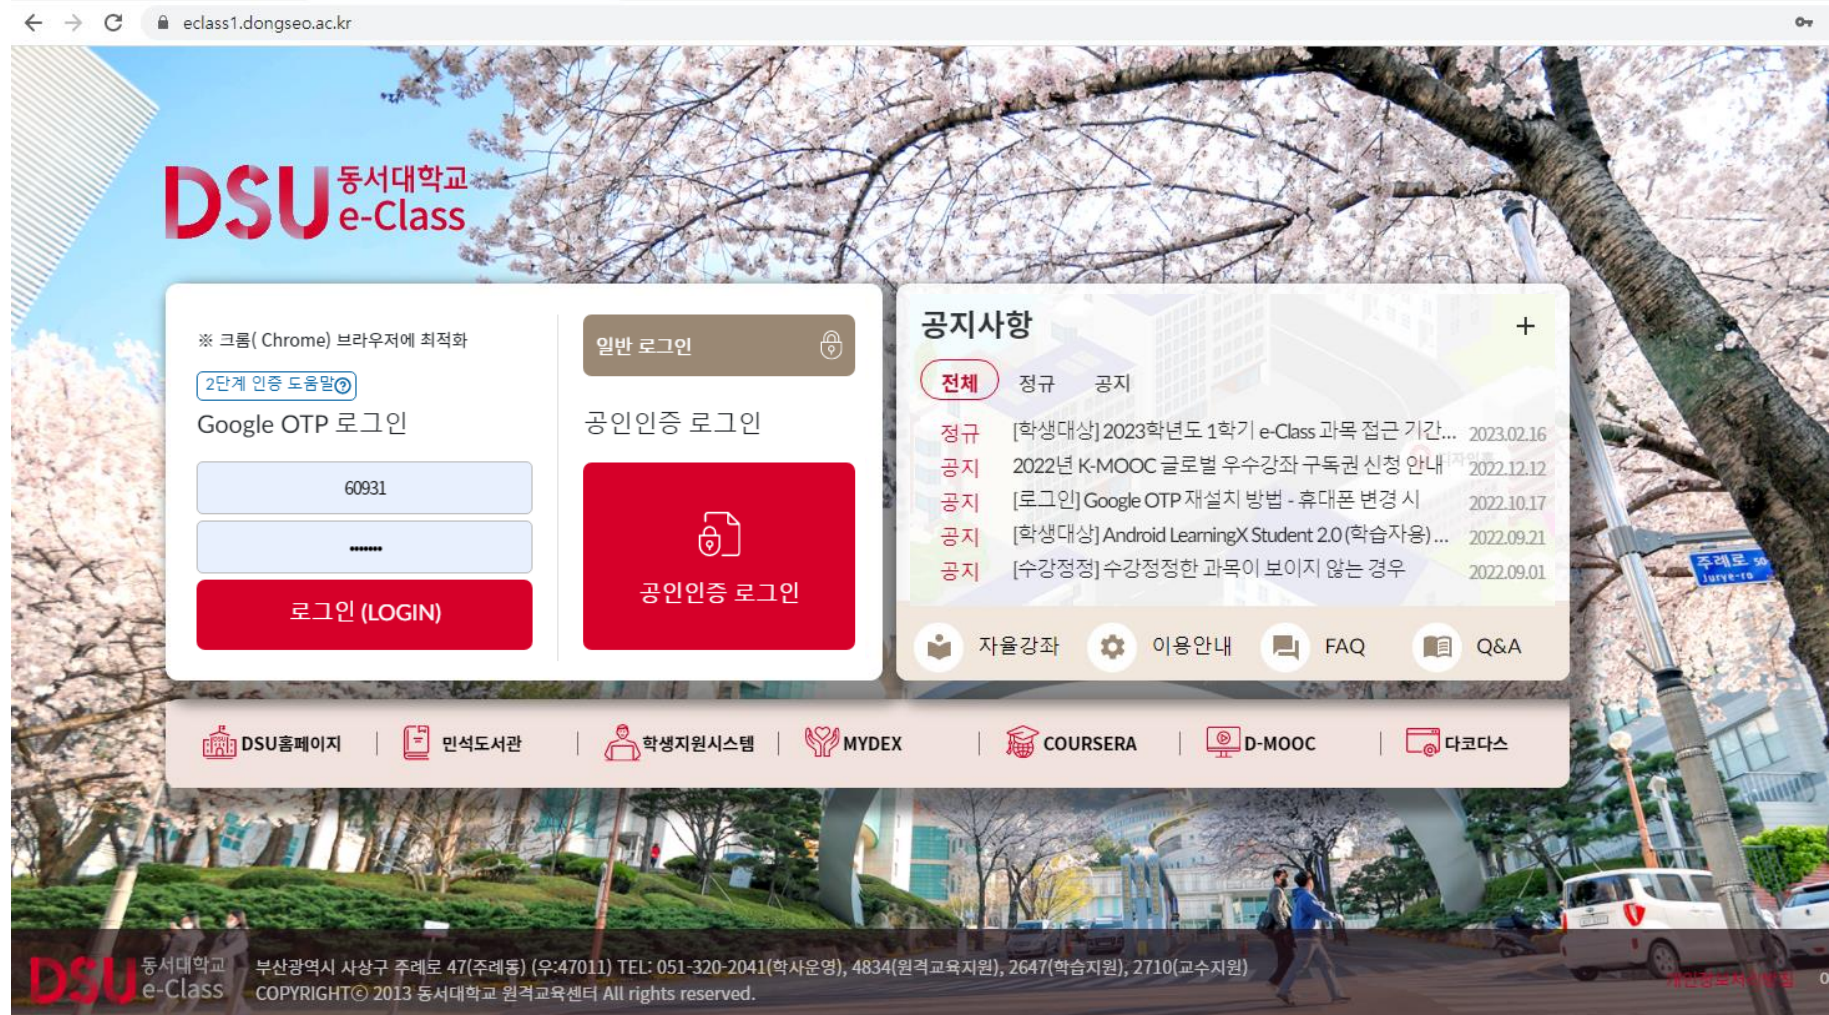 eclass1.dongseo.ac.kr
DSU 동서대학교
e-Class
※ 크롬( Chrome) 브라우저에 최적화
2단계 인증 도움말?
Google OTP 로그인
60931
•••••••
로그인 (LOGIN)
일반 로그인
공인인증 로그인
공인인증 로그인
공지사항 +
전체 정규 공지
정규 [학생대상] 2023학년도 1학기 e-Class 과목 접근 기간... 2023.02.16
공지 2022년 K-MOOC 글로벌 우수강좌 구독권 신청 안내 2022.12.12
공지 [로그인] Google OTP 재설치 방법 - 휴대폰 변경 시 2022.10.17
공지 [학생대상] Android LearningX Student 2.0 (학습자용) ... 2022.09.21
공지 [수강정정] 수강정정한 과목이 보이지 않는 경우 2022.09.01
자율강좌 이용안내 FAQ Q&A
주례로
Jurye-ro
DSU홈페이지 민석도서관 학생지원시스템 MYDEX COURSERA D-MOOC 다코다스
DSU 동서대학교
e-Class
부산광역시 사상구 주례로 47(주례동) (우:47011) TEL: 051-320-2041(학사운영), 4834(원격교육지원), 2647(학습지원), 2710(교수지원)
COPYRIGHTⓒ 2013 동서대학교 원격교육센터 All rights reserved.
개인정보처리방침